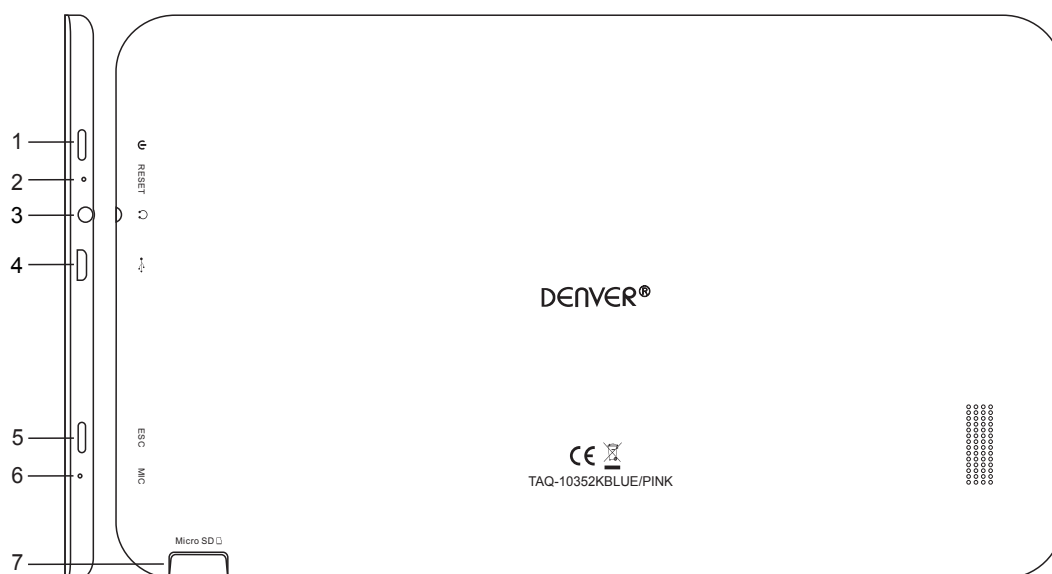 1
2
RESET
3
4
DENVER®
5
ESC
6
MIC
CE
TAQ-10352KBLUE/PINK
Micro SD
7